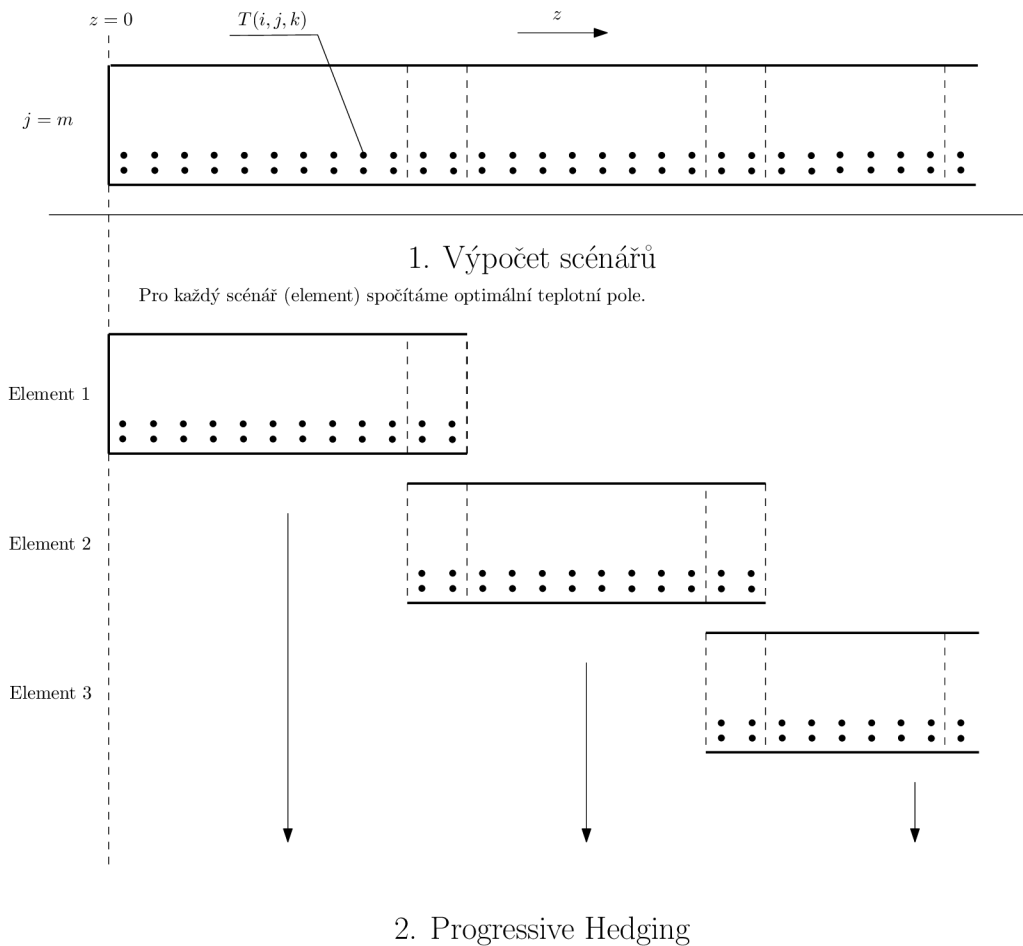 z = 0
T(i, j, k)
z
j = m
1. Výpočet scénářů
Pro každý scénář (element) spočítáme optimální teplotní pole.
Element 1
Element 2
Element 3
2. Progressive Hedging